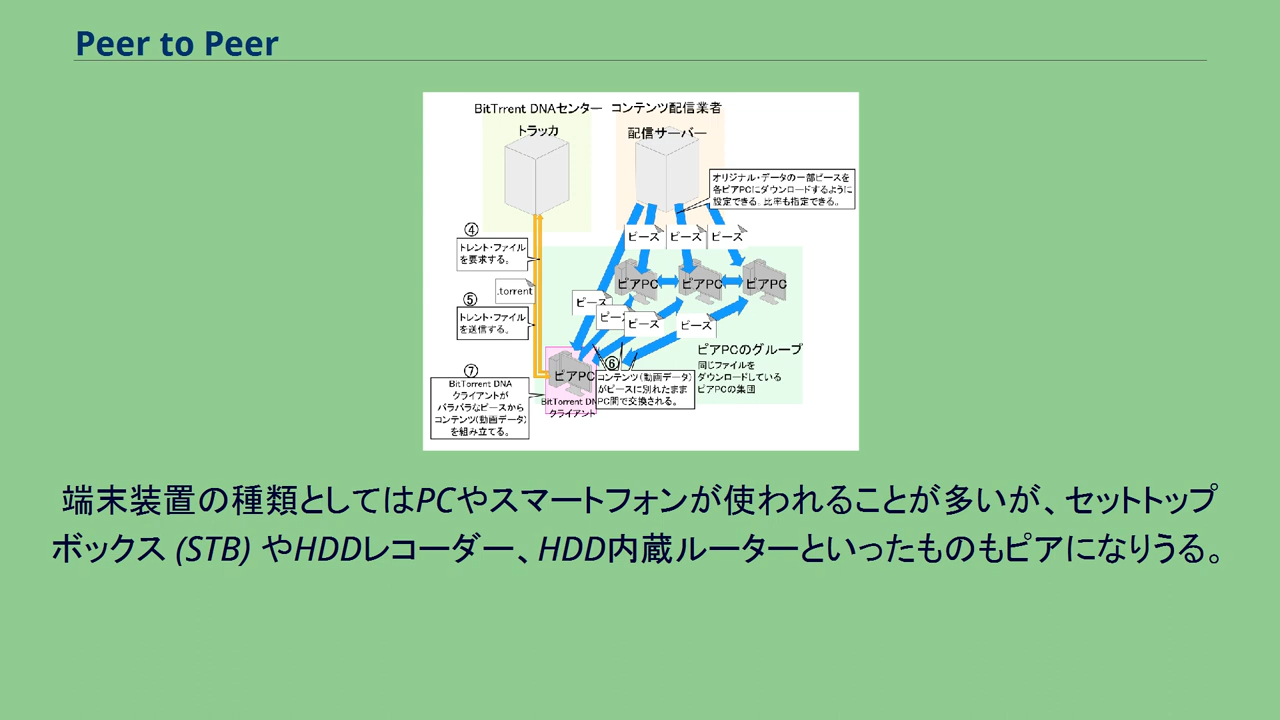 Peer to Peer
BitTrrent DNAセンター
コンテンツ配信業者
トラッカ
配信サーバー
オリジナル・データの一部ピースを
各ピアPCにダウンロードするように
設定できる。比率も指定できる。
④
トレント・ファイル
を要求する。
ピース
ピース
ピース
ピアPC
ピアPC
ピアPC
.torrent
⑤
トレント・ファイル
を送信する。
ピース
ピース
ピース
ピース
ピアPCのグループ
同じファイルを
ダウンロードしている
ピアPCの集団
⑥
コンテンツ(動画データ)
がピースに別れたまま
PC間で交換される。
ピアPC
BitTorrent DN
クライアント
⑦
BitTorrent DNA
クライアントが
バラバラなピースから
コンテンツ(動画データ)
を組み立てる。
端末装置の種類としてはPCやスマートフォンが使われることが多いが、セットトップ
ボックス (STB) やHDDレコーダー、HDD内蔵ルーターといったものもピアになりうる。